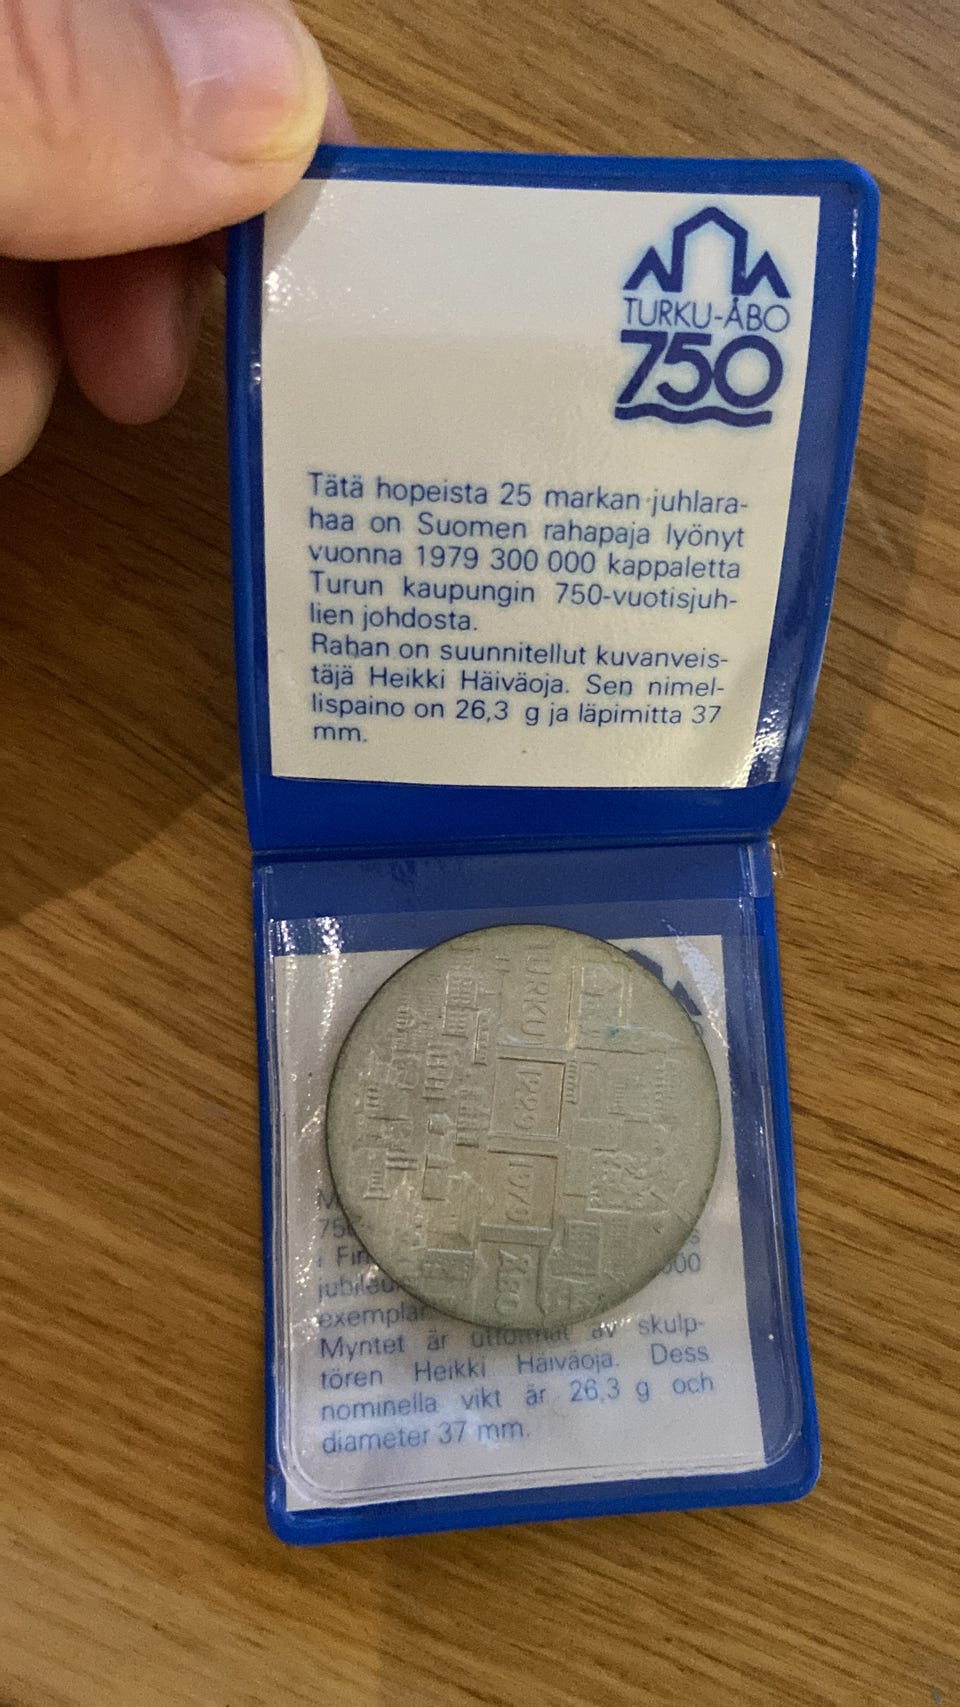 TURKU-ÅBO
750
Tätä hopeista 25 markan juhlara-
haa on Suomen rahapaja lyönyt
vuonna 1979 300 000 kappaletta
Turun kaupungin 750-vuotisjuh-
lien johdosta.
Rahan on suunnitellut kuvanveis-
täjä Heikki Häiväoja. Sen nimel-
lispaino on 26,3 g ja läpimitta 37
mm.
TURKU
1229
1979
ÅBO
Myntet är utformat av skulp-
tören Heikki Häiväoja. Dess
nominella vikt är 26,3 g och
diameter 37 mm.